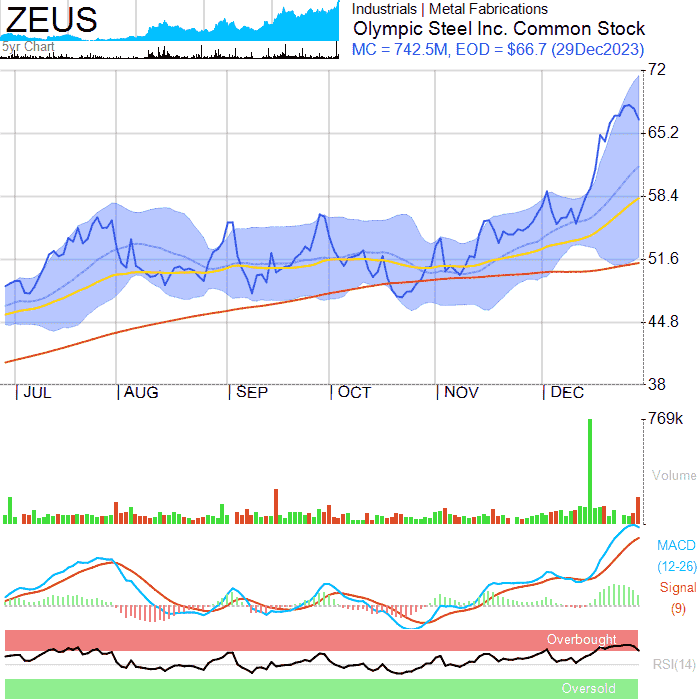 ZEUS
5yr Chart
Industrials | Metal Fabrications
Olympic Steel Inc. Common Stock
MC = 742.5M, EOD = $66.7 (29Dec2023)
72
65.2
58.4
51.6
44.8
38
| JUL | AUG | SEP | OCT | NOV | DEC
769k
Volume
MACD
(12-26)
Signal
(9)
Overbought
RSI(14)
Oversold